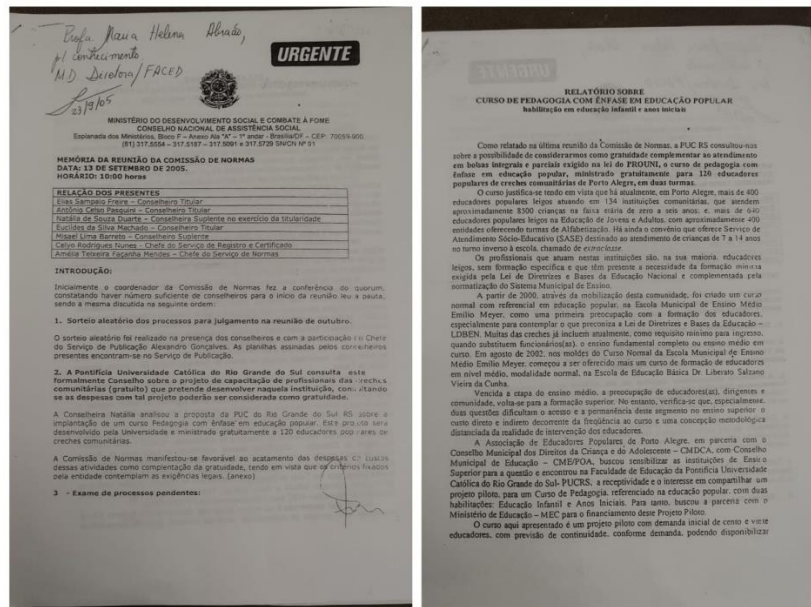 Profa Maria Helena Abrão,
p/ conhecimento
MD Diretora/FACED
23/9/05
URGENTE
MINISTÉRIO DO DESENVOLVIMENTO SOCIAL E COMBATE À FOME
CONSELHO NACIONAL DE ASSISTÊNCIA SOCIAL
Esplanada dos Ministérios, Bloco F – Anexo Ala "A" – 1º andar - Brasília/DF – CEP: 70059-900
(61) 317.5554 – 317.5187 – 317.5091 e 317.5729 SN/CN Nº 01
MEMÓRIA DA REUNIÃO DA COMISSÃO DE NORMAS
DATA: 13 DE SETEMBRO DE 2005.
HORÁRIO: 10:00 horas
RELAÇÃO DOS PRESENTES
Elias Sampaio Freire – Conselheiro Titular
Antônio Celso Pasquini – Conselheiro Titular
Natália de Souza Duarte – Conselheira Suplente no exercício da titularidade
Euclides da Silva Machado – Conselheiro Titular
Misael Lima Barreto – Conselheiro Suplente
Celyo Rodrigues Nunes - Chefe do Serviço de Registro e Certificado
Amélia Teixeira Façanha Mendes – Chefe do Serviço de Normas
INTRODUÇÃO:
Inicialmente o coordenador da Comissão de Normas fez a conferência do quorum,
constatando haver número suficiente de conselheiros para o início da reunião leu a pauta,
sendo a mesma discutida na seguinte ordem:
1. Sorteio aleatório dos processos para julgamento na reunião de outubro.
O sorteio aleatório foi realizado na presença dos conselheiros e com a participação Chefe
do Serviço de Publicação Alexandro Gonçalves. As planilhas assinadas pelos conselheiros
presentes encontram-se no Serviço de Publicação.
2. A Pontifícia Universidade Católica do Rio Grande do Sul consulta este
formalmente Conselho sobre o projeto de capacitação de profissionais das creches
comunitárias (gratuito) que pretende desenvolver naquela instituição, consultando
se as despesas com tal projeto poderão ser considerada como gratuidade.
A Conselheira Natália analisou a proposta da PUC do Rio Grande do Sul RS sobre a
implantação de um curso Pedagogia com ênfase em educação popular. Este projeto será
desenvolvido pela Universidade e ministrado gratuitamente a 120 educadores populares de
creches comunitárias.
A Comissão de Normas manifestou-se favorável ao acatamento das despesas custos
dessas atividades como complentação da gratuidade, tendo em vista que os critérios fixados
pela entidade contemplam as exigências legais. (anexo)
3 - Exame de processos pendentes:
RELATÓRIO SOBRE
CURSO DE PEDAGOGIA COM ÊNFASE EM EDUCAÇÃO POPULAR
habilitação em educação infantil e anos iniciais
Como relatado na última reunião da Comissão de Normas, a PUC RS consultou-nos
sobre a possibilidade de considerarmos como gratuidade complementar ao atendimento
em bolsas integrais e parciais exigido na lei do PROUNI, o curso de pedagogia com
ênfase em educação popular, ministrado gratuitamente para 120 educadores
populares de creches comunitárias de Porto Alegre, em duas turmas.
O curso justifica-se tendo em vista que há atualmente, em Porto Alegre, mais de 400
educadores populares leigos atuando em 134 instituições comunitárias, que atendem
aproximadamente 8500 crianças na faixa etária de zero a seis anos, e, mais de 640
educadores populares leigos na Educação de Jovens e Adultos, com aproximadamente 400
entidades oferecendo turmas de Alfabetização. Há ainda o convênio que oferece Serviço de
Atendimento Sócio-Educativo (SASE) destinado ao atendimento de crianças de 7 a 14 anos
no turno inverso à escola, chamado de extraclasse.
Os profissionais que atuam nestas instituições são, na sua maioria, educadores
leigos, sem formação específica e que têm presente a necessidade da formação mínima
exigida pela Lei de Diretrizes e Bases da Educação Nacional e complementada pela
normatização do Sistema Municipal de Ensino.
A partir de 2000, através da mobilização desta comunidade, foi criado um curso
normal com referencial em educação popular, na Escola Municipal de Ensino Médio
Emílio Meyer, como uma primeira preocupação com a formação dos educadores,
especialmente para contemplar o que preconiza a Lei de Diretrizes e Bases da Educação –
LDBEN. Muitas das creches já incluem atualmente, como requisito mínimo para ingresso,
quando substituem funcionários(as), o ensino fundamental completo ou ensino médio em
curso. Em agosto de 2002, nos moldes do Curso Normal da Escola Municipal de Ensino
Médio Emílio Meyer, começou a ser oferecido mais um curso de formação de educadores
em nível médio, modalidade normal, na Escola de Educação Básica Dr. Liberato Salzano
Vieira da Cunha.
Vencida a etapa do ensino médio, a preocupação de educadores(as), dirigentes e
comunidade, volta-se para a formação superior. No entanto, verifica-se que, especialmente,
duas questões dificultam o acesso e a permanência deste segmento no ensino superior o
custo direto e indireto decorrente da freqüência ao curso e uma concepção metodológica
distanciada da realidade de intervenção dos educadores.
A Associação de Educadores Populares de Porto Alegre, em parceria com o
Conselho Municipal dos Direitos da Criança e do Adolescente – CMDCA, com Conselho
Municipal de Educação – CME/POA, buscou sensibilizar as instituições de Ensino
Superior para a questão e encontrou na Faculdade de Educação da Pontifícia Universidade
Católica do Rio Grande do Sul- PUCRS, a receptividade e o interesse em compartilhar um
projeto piloto, para um Curso de Pedagogia, referenciado na educação popular, com duas
habilitações: Educação Infantil e Anos Iniciais. Para tanto, buscou a parceria com o
Ministério de Educação – MEC para o financiamento deste Projeto Piloto.
O curso aqui apresentado é um projeto piloto com demanda inicial de cento e vinte
educadores, com previsão de continuidade, conforme demanda, podendo disponibilizar